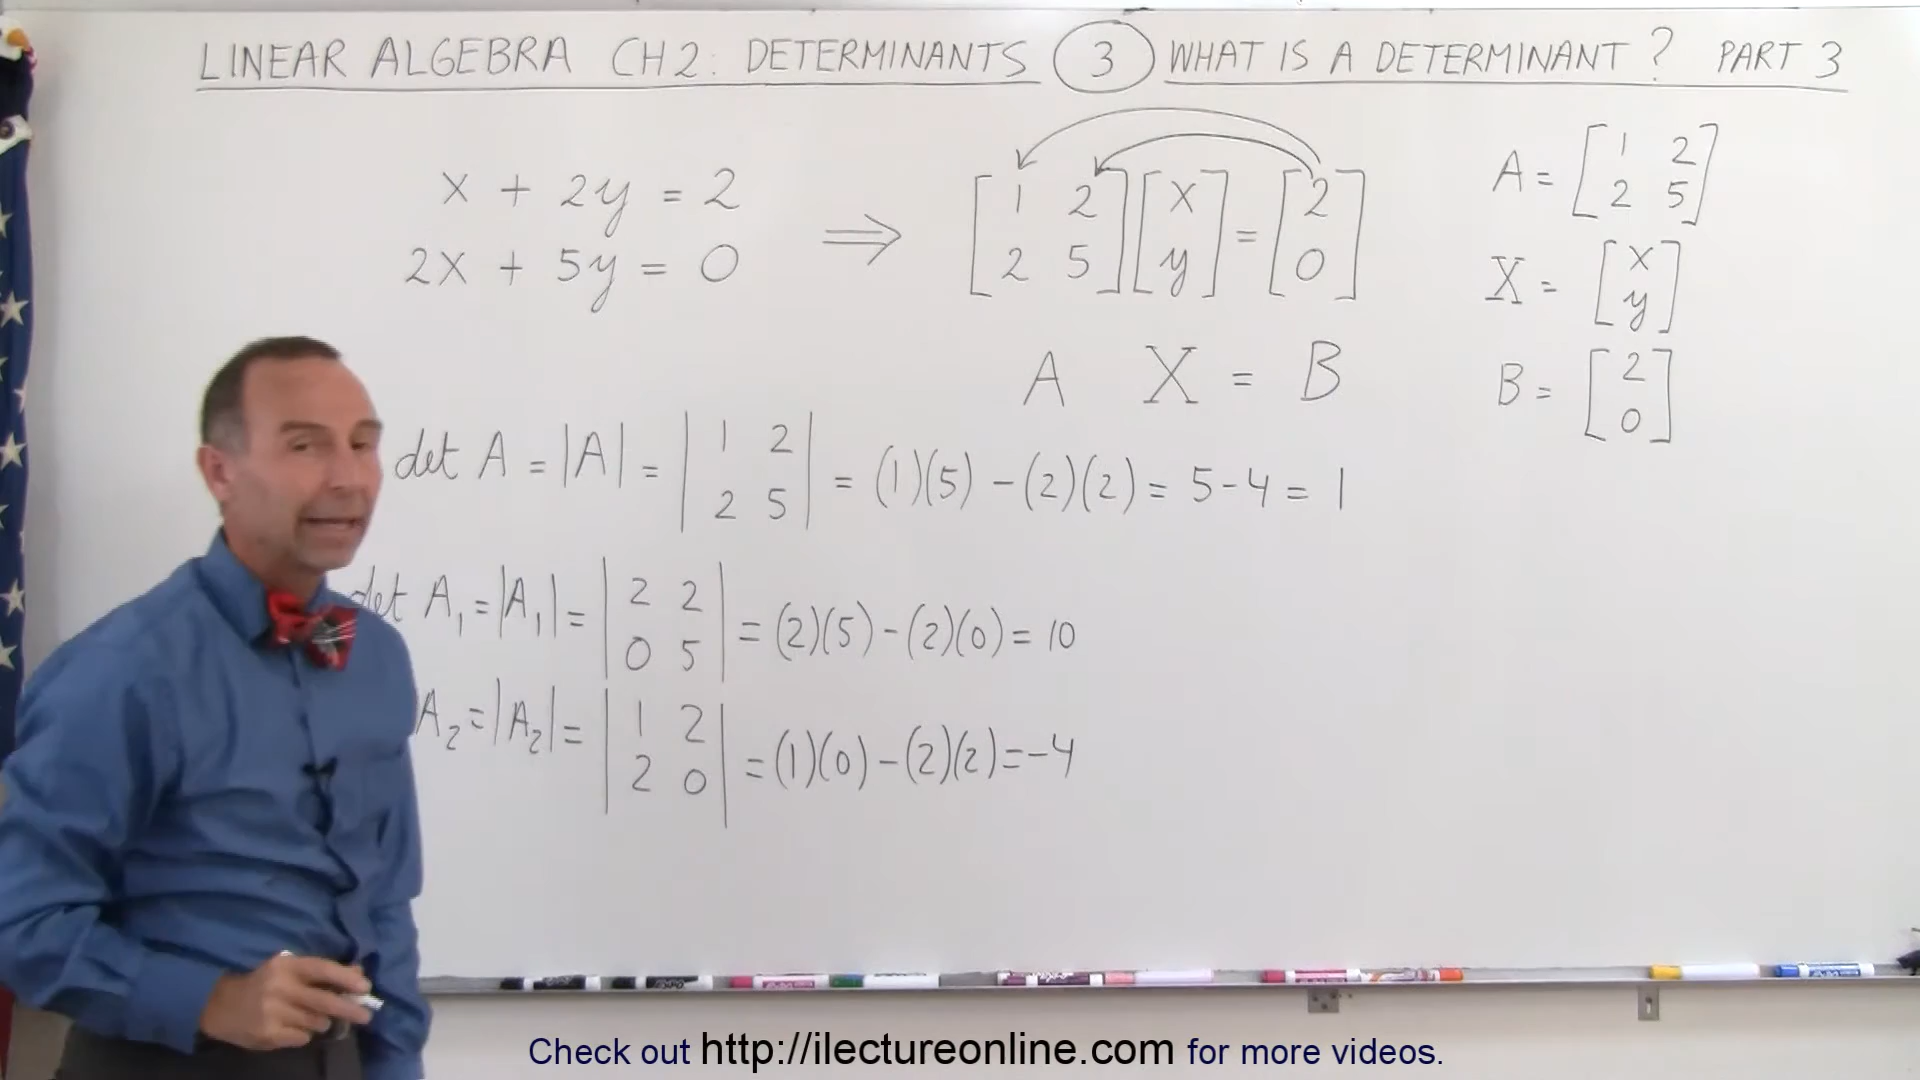 LINEAR ALGEBRA CH 2: DETERMINANTS 3 WHAT IS A DETERMINANT? PART 3
x + 2y = 2
2x + 5y = 0
⇒
[1 2
2 5] [x
y] = [2
0]
A X = B
A = [1 2
2 5]
X = [x
y]
B = [2
0]
det A = |A| = |1 2
2 5| = (1)(5) - (2)(2) = 5 - 4 = 1
det A₁ = |A₁| = |2 2
0 5| = (2)(5) - (2)(0) = 10
A₂ = |A₂| = |1 2
2 0| = (1)(0) - (2)(2) = -4
Check out http://ilectureonline.com for more videos.